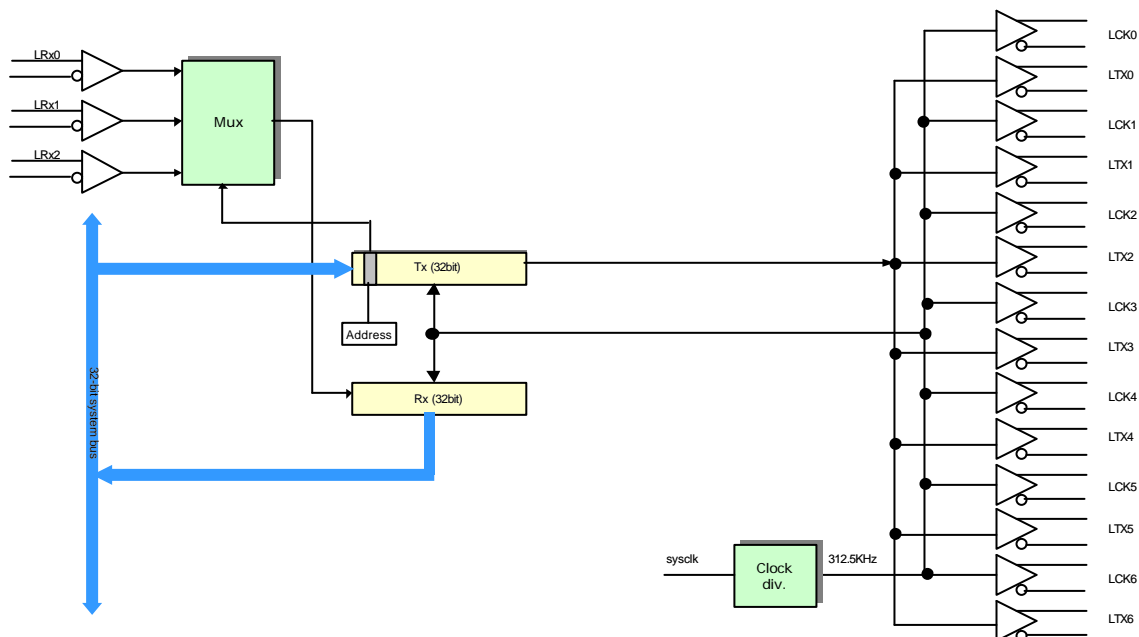 LRx0
LRx1
LRx2
Mux
Tx (32bit)
Address
Rx (32bit)
32-bit system bus
sysclk
Clock
div.
312.5KHz
LCK0
LTX0
LCK1
LTX1
LCK2
LTX2
LCK3
LTX3
LCK4
LTX4
LCK5
LTX5
LCK6
LTX6